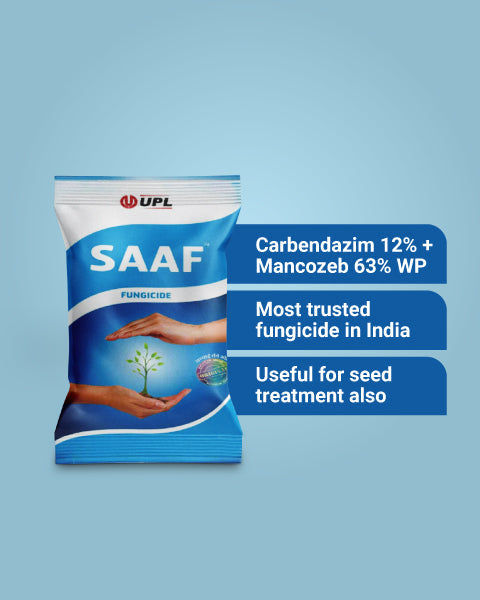 UPL
SAAF
FUNGICIDE
Carbendazim 12% +
Mancozeb 63% WP
Most trusted
fungicide in India
Useful for seed
treatment also